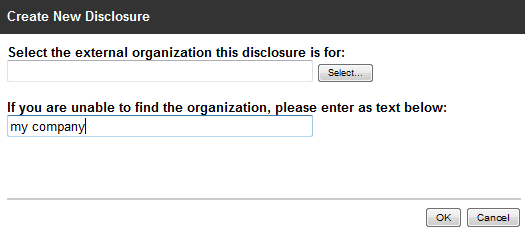 Create New Disclosure
Select the external organization this disclosure is for:
Select...
If you are unable to find the organization, please enter as text below:
my company
OK Cancel